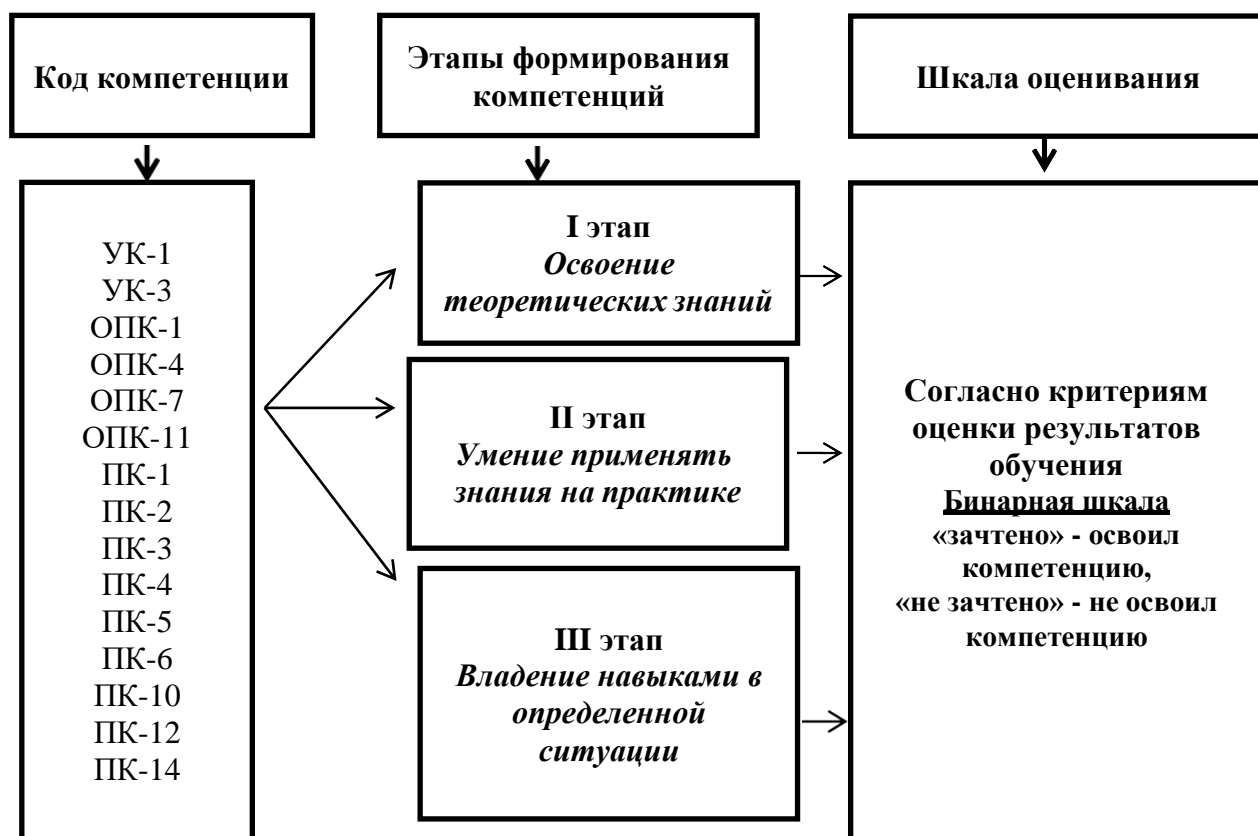 Код компетенции
Этапы формирования
компетенций
Шкала оценивания
УК-1
УК-3
ОПК-1
ОПК-4
ОПК-7
ОПК-11
ПК-1
ПК-2
ПК-3
ПК-4
ПК-5
ПК-6
ПК-10
ПК-12
ПК-14
I этап
Освоение
теоретических знаний
II этап
Умение применять
знания на практике
III этап
Владение навыками в
определенной
ситуации
Согласно критериям
оценки результатов
обучения
Бинарная шкала
«зачтено» - освоил
компетенцию,
«не зачтено» - не освоил
компетенцию